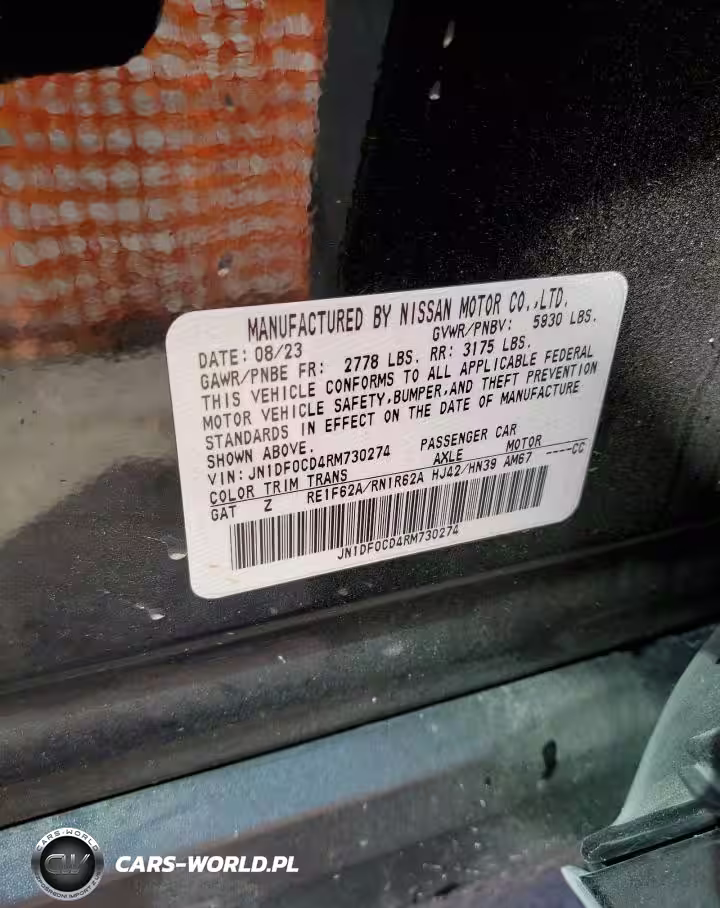 MANUFACTURED BY NISSAN MOTOR CO.,LTD.
DATE: 08/23 GVWR/PNBV: 5930 LBS.
GAWR/PNBE FR: 2778 LBS. RR: 3175 LBS.
THIS VEHICLE CONFORMS TO ALL APPLICABLE FEDERAL
MOTOR VEHICLE SAFETY,BUMPER,AND THEFT PREVENTION
STANDARDS IN EFFECT ON THE DATE OF MANUFACTURE
SHOWN ABOVE.
VIN:JN1DF0CD4RM730274 PASSENGER CAR
COLOR TRIM TRANS AXLE MOTOR
GAT Z RE1F62A/RN1R62A HJ42/HN39 AM67 ----CC
JN1DF0CD4RM730274
CARS-WORLD
CW
CARS-WORLD.PL